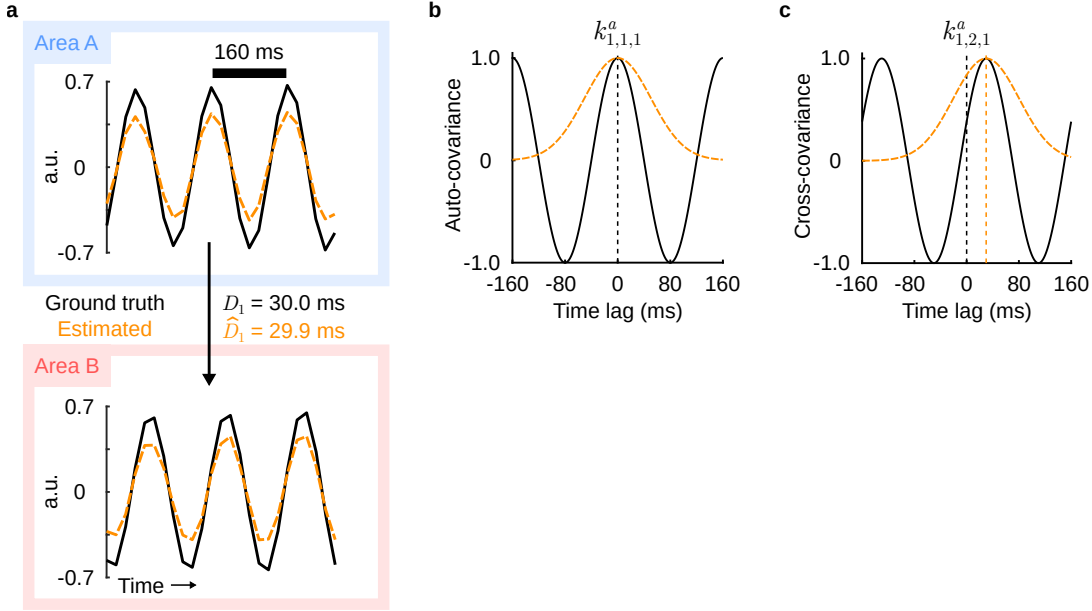 a
Area A
160 ms
0.7
0
-0.7
a.u.
Ground truth
Estimated
D₁ = 30.0 ms
D̂₁ = 29.9 ms
Area B
0.7
0
-0.7
a.u.
Time
b
k^a_{1,1,1}
Auto-covariance
1.0
0
-1.0
-160 -80 0 80 160
Time lag (ms)
c
k^a_{1,2,1}
Cross-covariance
1.0
0
-1.0
-160 -80 0 80 160
Time lag (ms)